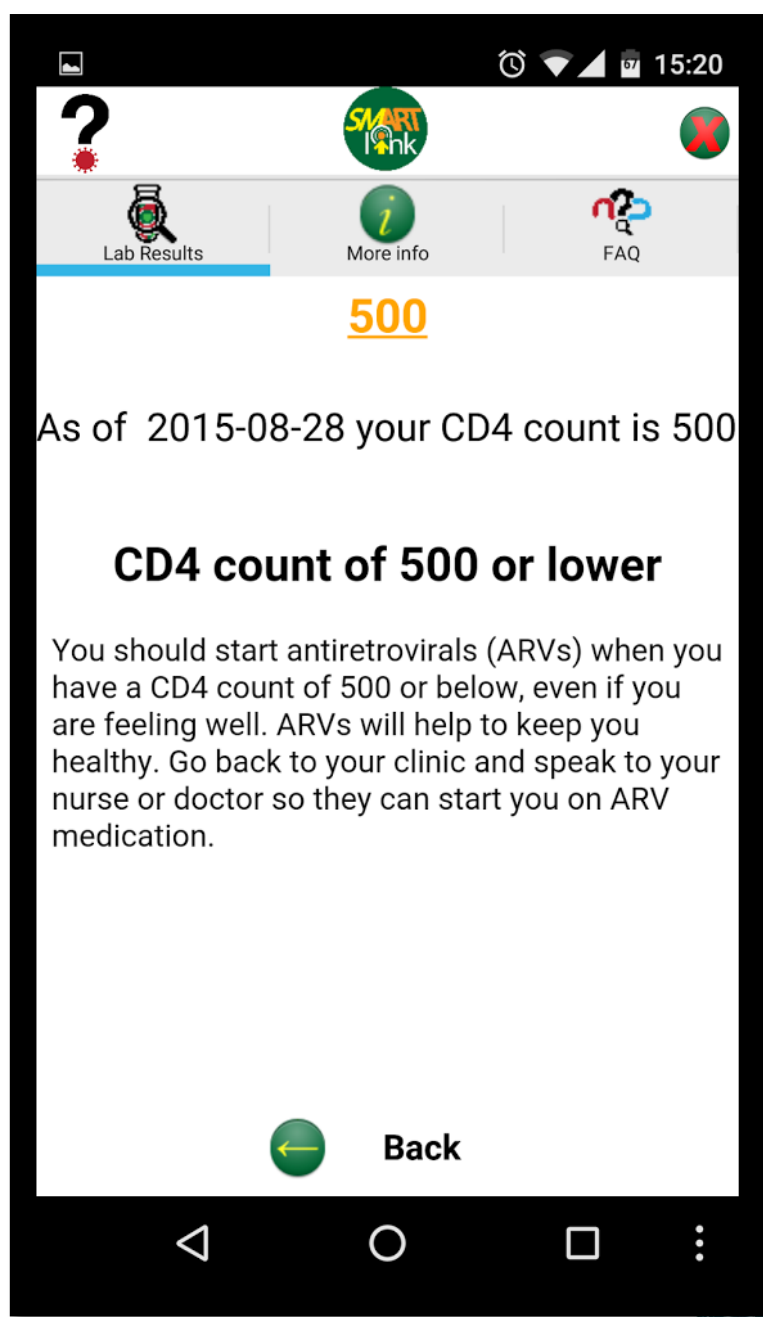 67 15:20
?
SMART
link
X
Lab Results
i
More info
?
FAQ
500
As of 2015-08-28 your CD4 count is 500
CD4 count of 500 or lower
You should start antiretrovirals (ARVs) when you
have a CD4 count of 500 or below, even if you
are feeling well. ARVs will help to keep you
healthy. Go back to your clinic and speak to your
nurse or doctor so they can start you on ARV
medication.
Back